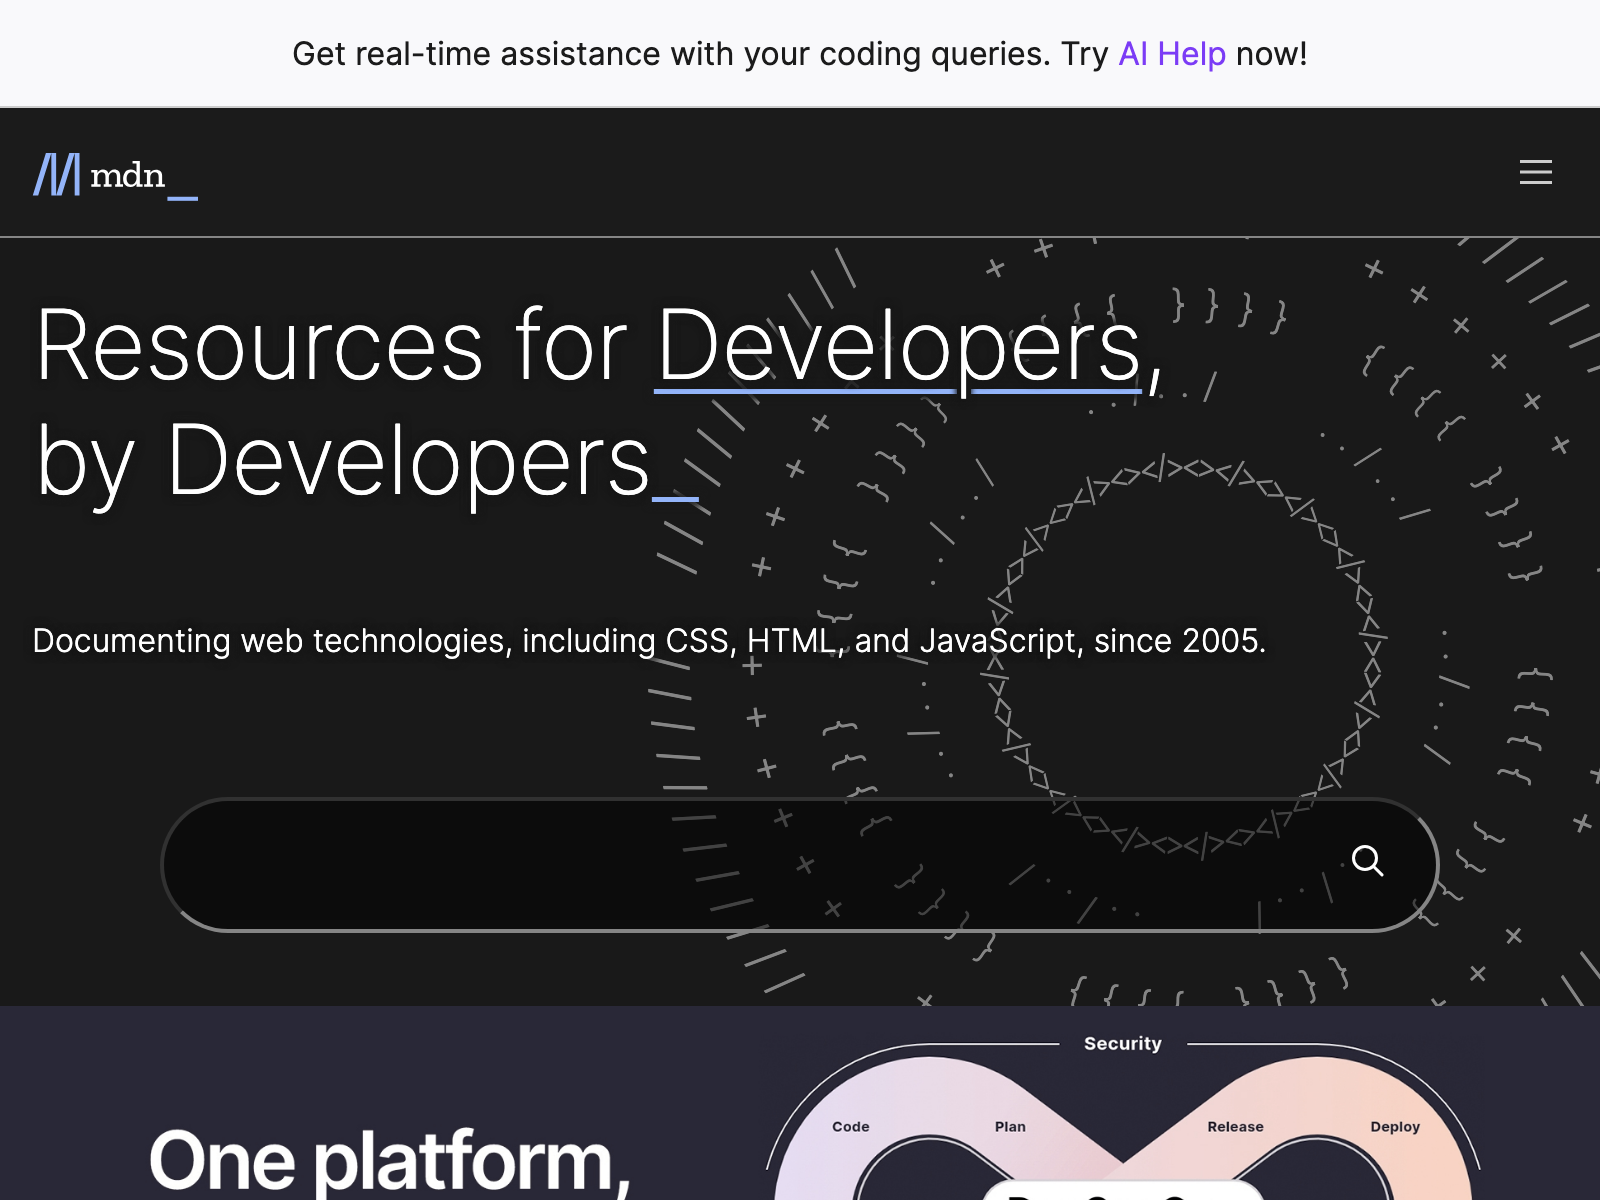 Get real-time assistance with your coding queries. Try AI Help now!
mdn_
Resources for Developers,
by Developers_
Documenting web technologies, including CSS, HTML, and JavaScript, since 2005.
Security
Code Plan Release Deploy
One platform,